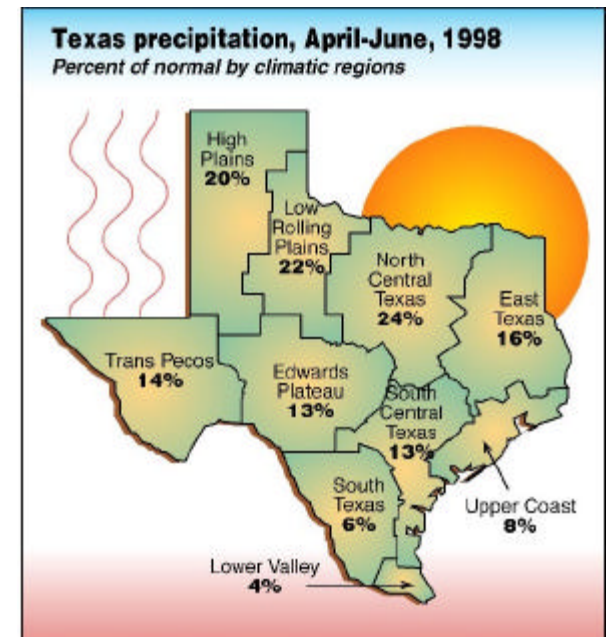 Texas precipitation, April-June, 1998
Percent of normal by climatic regions
High
Plains
20%
Low
Rolling
Plains
22%
North
Central
Texas
24%
East
Texas
16%
Trans Pecos
14%
Edwards
Plateau
13%
South
Central
Texas
13%
Upper Coast
8%
South
Texas
6%
Lower Valley
4%